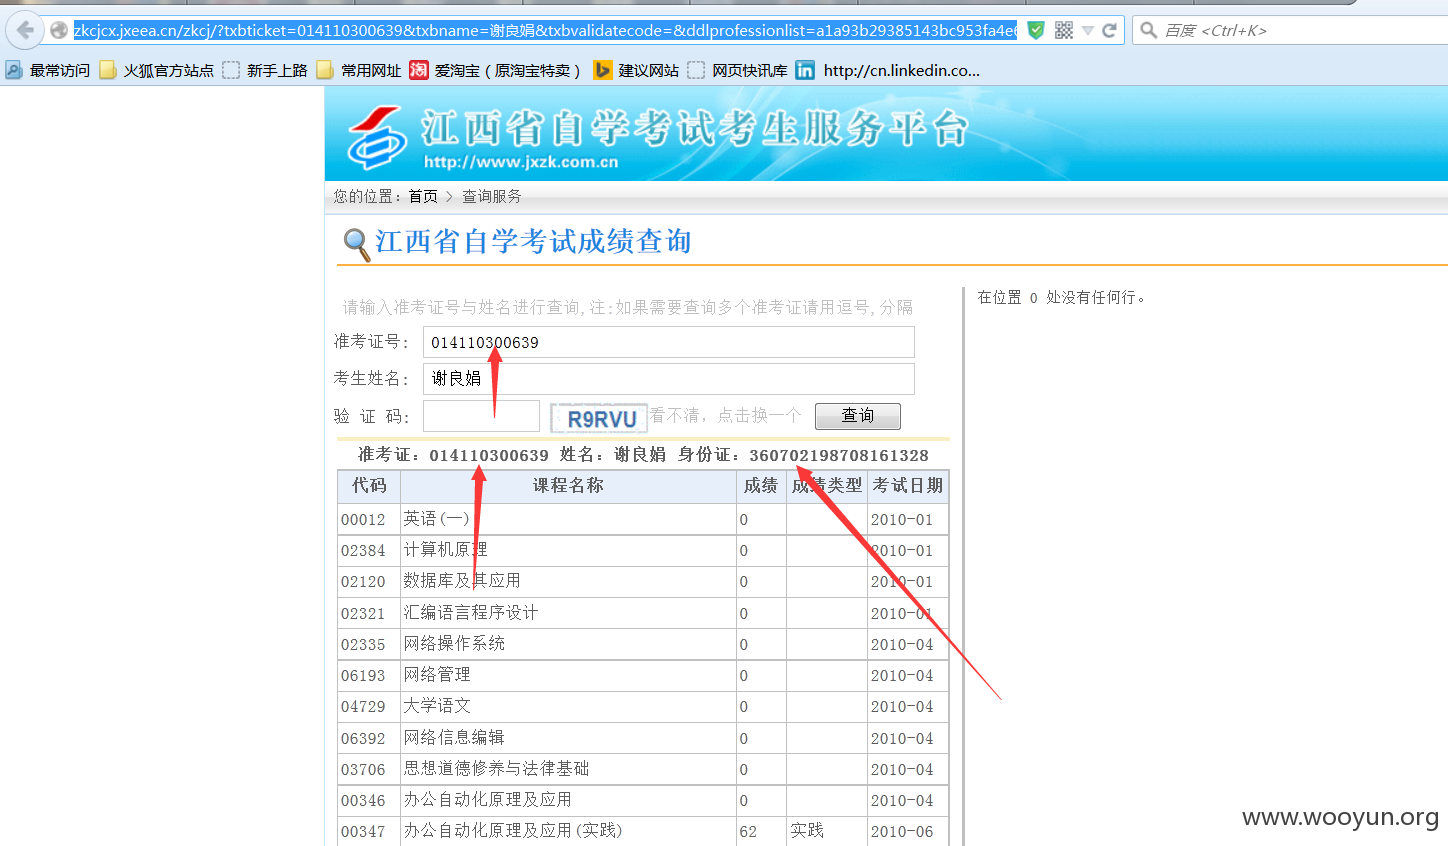 zkcjcx.jxeea.cn/zkcj/?txbticket=014110300639&txbname=谢良娟&txbvalidatecode=&ddlprofessionlist=a1a93b29385143bc953fa4e6
百度 <Ctrl+K>
最常访问 火狐官方站点 新手上路 常用网址 淘 爱淘宝（原淘宝特卖） 建议网站 网页快讯库 in http://cn.linkedin.co...
江西省自学考试考生服务平台
http://www.jxzk.com.cn
您的位置：首页 > 查询服务
江西省自学考试成绩查询
请输入准考证号与姓名进行查询,注:如果需要查询多个准考证请用逗号,分隔
在位置 0 处没有任何行。
准考证号： 014110300639
考生姓名： 谢良娟
验 证 码： R9RVU 看不清，点击换一个 查询
准考证：014110300639 姓名：谢良娟 身份证：360702198708161328
代码 课程名称 成绩 成绩类型 考试日期
00012 英语(一) 0 2010-01
02384 计算机原理 0 2010-01
02120 数据库及其应用 0 2010-01
02321 汇编语言程序设计 0 2010-01
02335 网络操作系统 0 2010-04
06193 网络管理 0 2010-04
04729 大学语文 0 2010-04
06392 网络信息编辑 0 2010-04
03706 思想道德修养与法律基础 0 2010-04
00346 办公自动化原理及应用 0 2010-04
00347 办公自动化原理及应用(实践) 62 实践 2010-06
www.wooyun.org